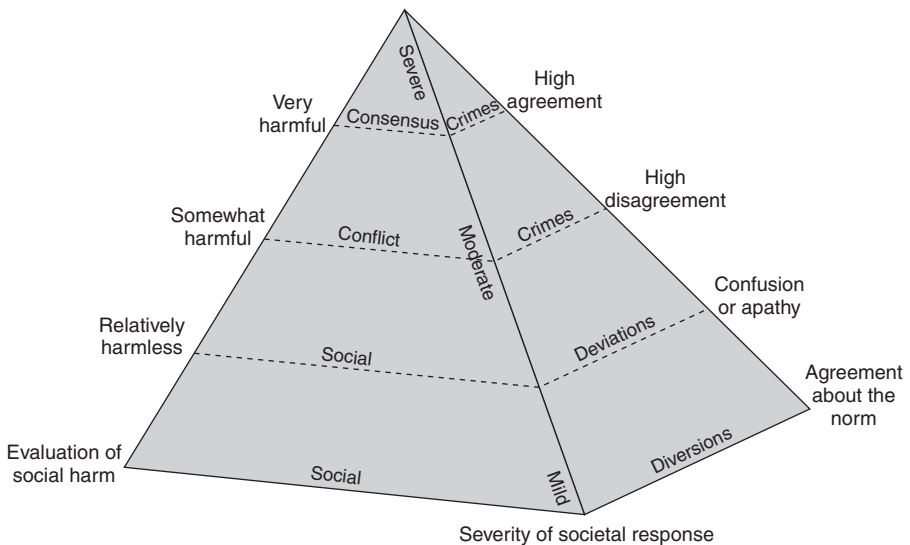 Severe
High
agreement
Very
harmful
Consensus
Crimes
High
disagreement
Somewhat
harmful
Conflict
Crimes
Moderate
Confusion
or apathy
Relatively
harmless
Social
Deviations
Agreement
about the
norm
Evaluation of
social harm
Social
Mild
Diversions
Severity of societal response